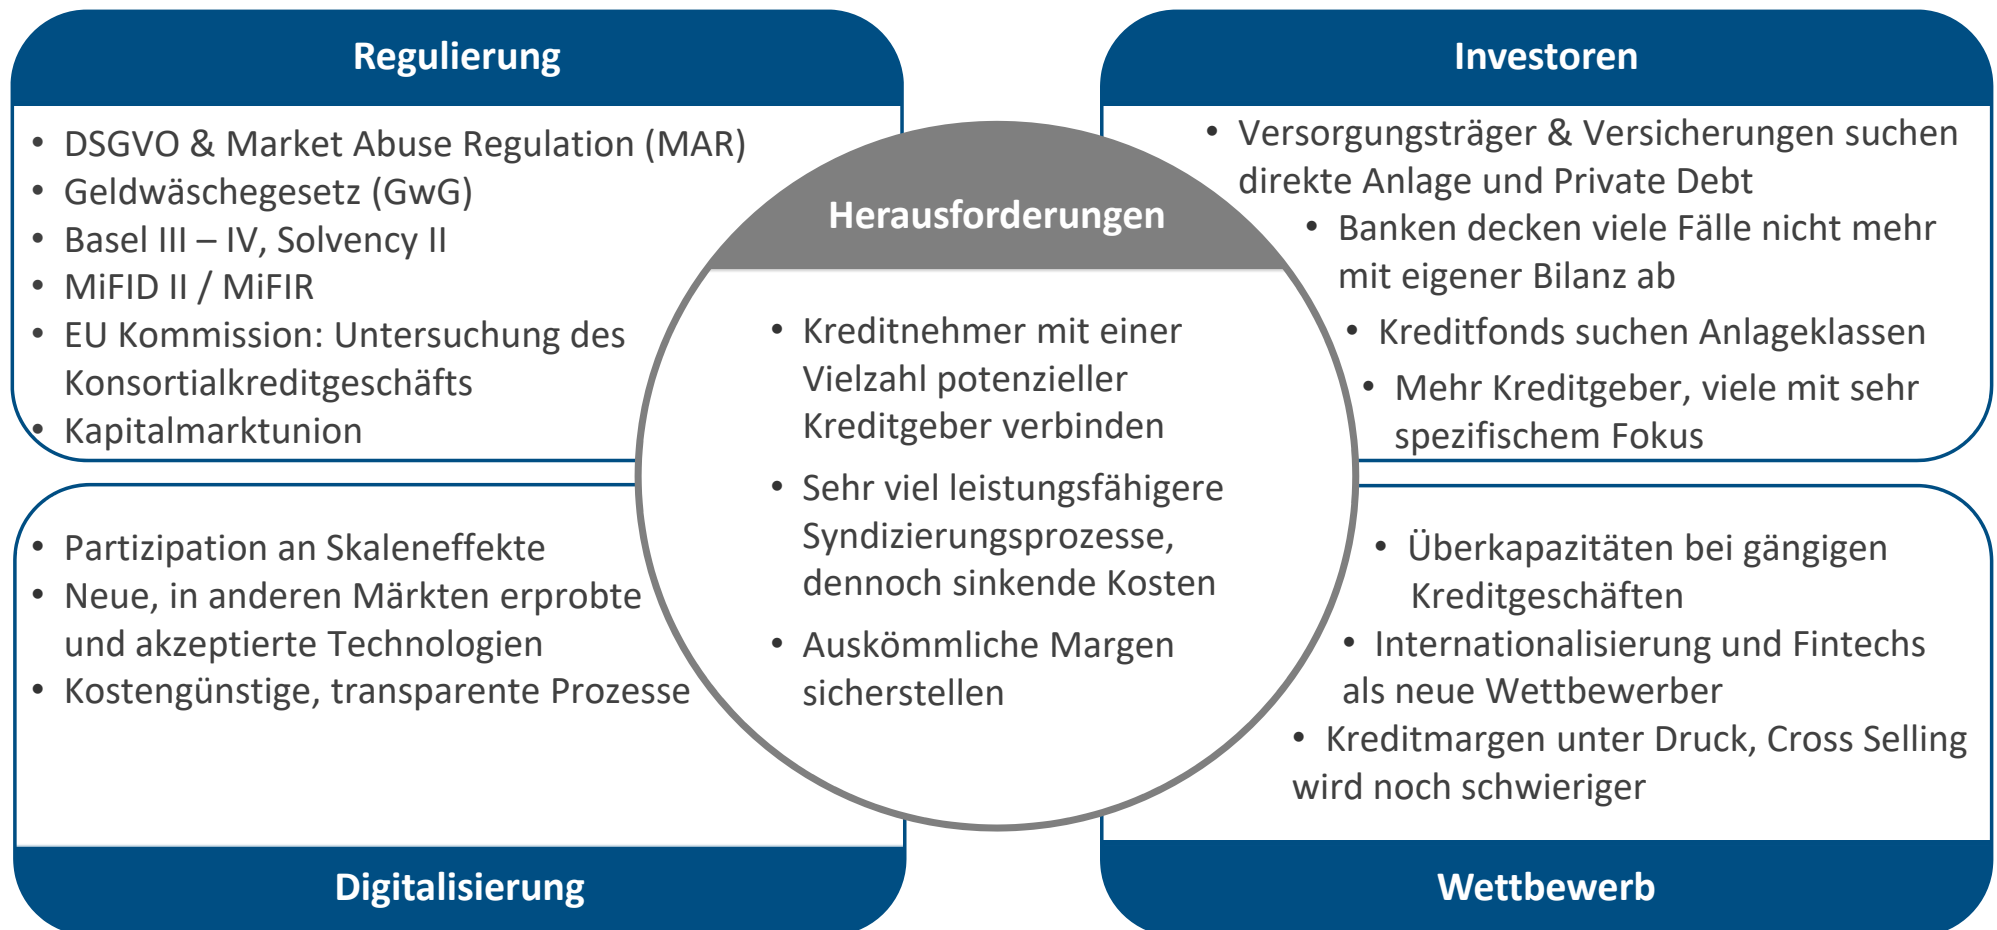 Regulierung
• DSGVO & Market Abuse Regulation (MAR)
• Geldwäschegesetz (GwG)
• Basel III – IV, Solvency II
• MiFID II / MiFIR
• EU Kommission: Untersuchung des
Konsortialkreditgeschäfts
• Kapitalmarktunion
Investoren
• Versorgungsträger & Versicherungen suchen
direkte Anlage und Private Debt
• Banken decken viele Fälle nicht mehr
mit eigener Bilanz ab
• Kreditfonds suchen Anlageklassen
• Mehr Kreditgeber, viele mit sehr
spezifischem Fokus
Herausforderungen
• Kreditnehmer mit einer
Vielzahl potenzieller
Kreditgeber verbinden
• Sehr viel leistungsfähigere
Syndizierungsprozesse,
dennoch sinkende Kosten
• Auskömmliche Margen
sicherstellen
• Partizipation an Skaleneffekte
• Neue, in anderen Märkten erprobte
und akzeptierte Technologien
• Kostengünstige, transparente Prozesse
Digitalisierung
• Überkapazitäten bei gängigen
Kreditgeschäften
• Internationalisierung und Fintechs
als neue Wettbewerber
• Kreditmargen unter Druck, Cross Selling
wird noch schwieriger
Wettbewerb